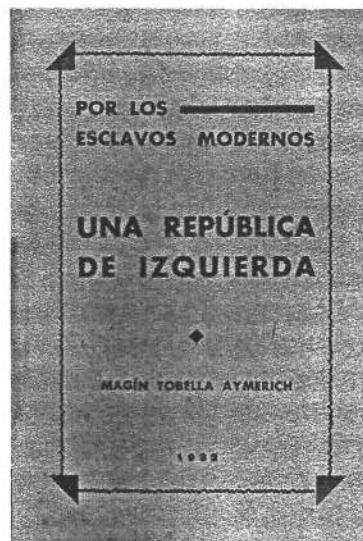 POR LOS
ESCLAVOS MODERNOS
UNA REPÚBLICA
DE IZQUIERDA
MAGÍN TOBELLA AYMERICH